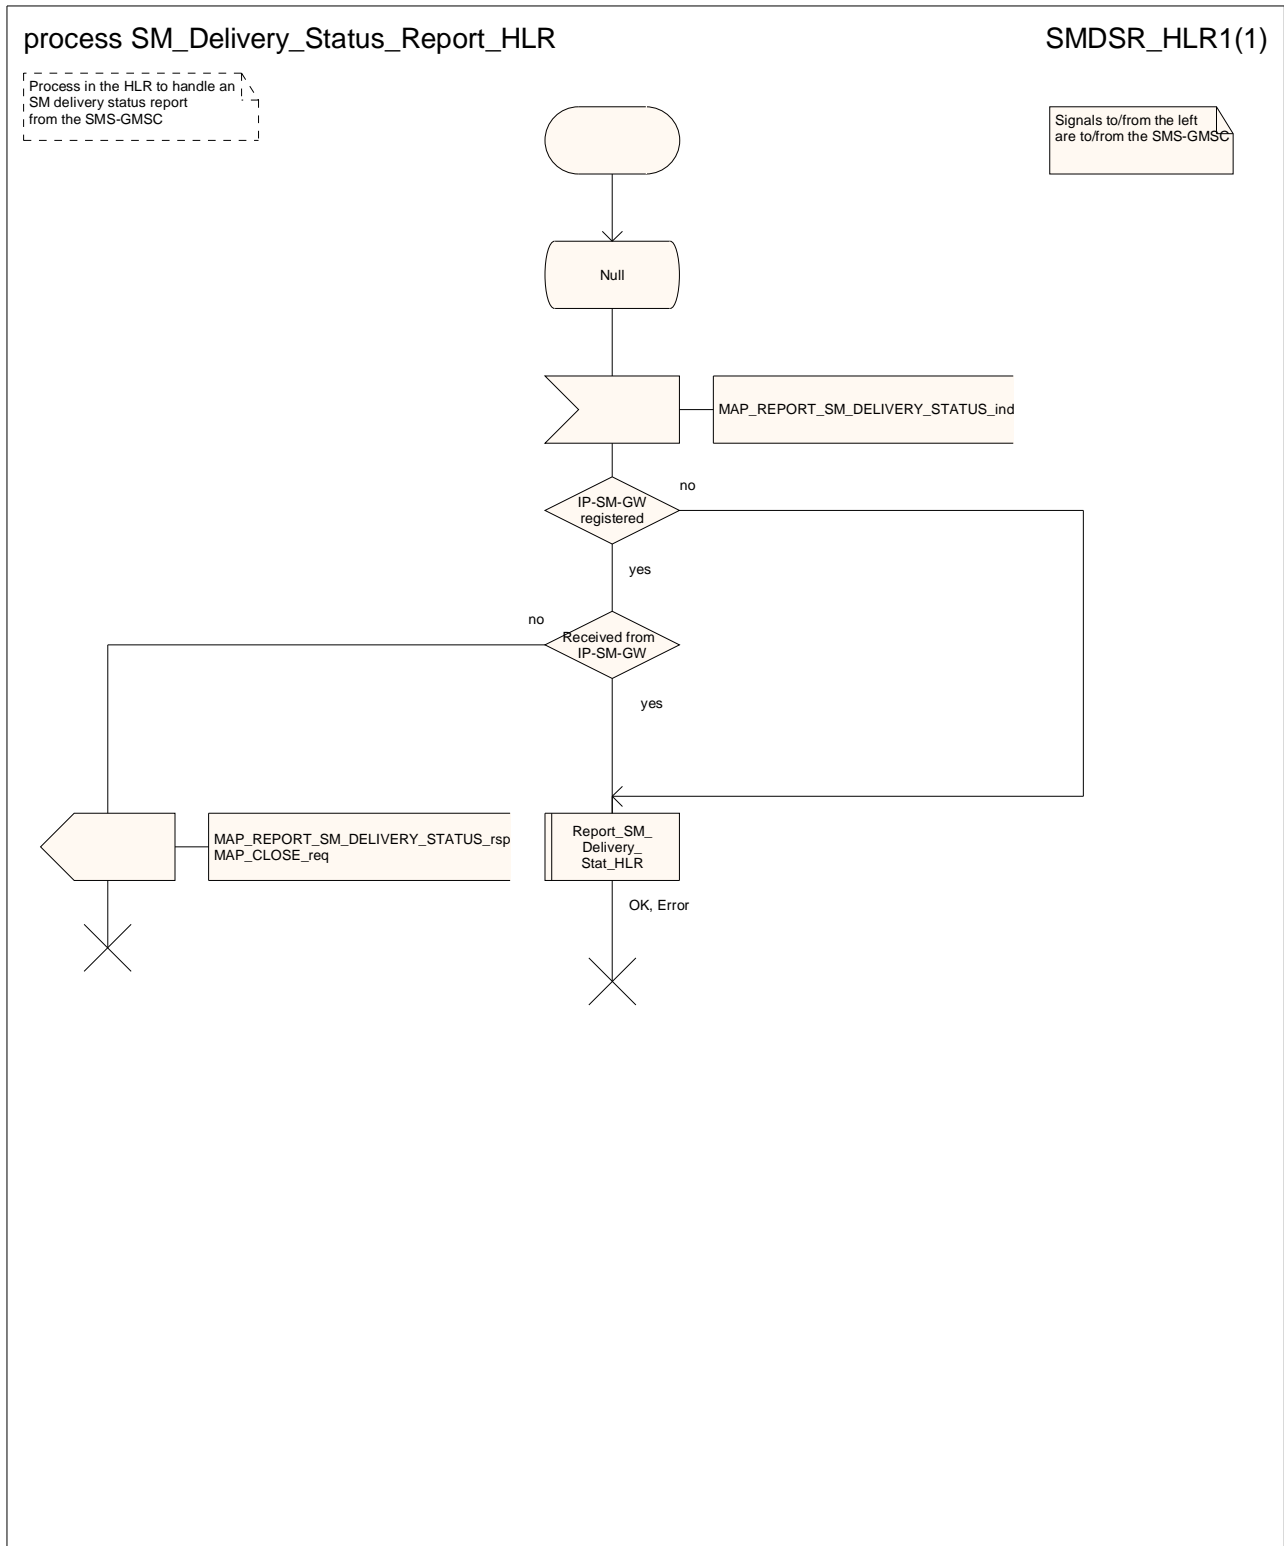 process SM_Delivery_Status_Report_HLR
SMDSR_HLR1(1)
Process in the HLR to handle an
SM delivery status report
from the SMS-GMSC
Signals to/from the left
are to/from the SMS-GMSC
Null
MAP_REPORT_SM_DELIVERY_STATUS_ind
IP-SM-GW
registered
no
yes
no
Received from
IP-SM-GW
yes
MAP_REPORT_SM_DELIVERY_STATUS_rsp
MAP_CLOSE_req
Report_SM_
Delivery_
Stat_HLR
OK, Error